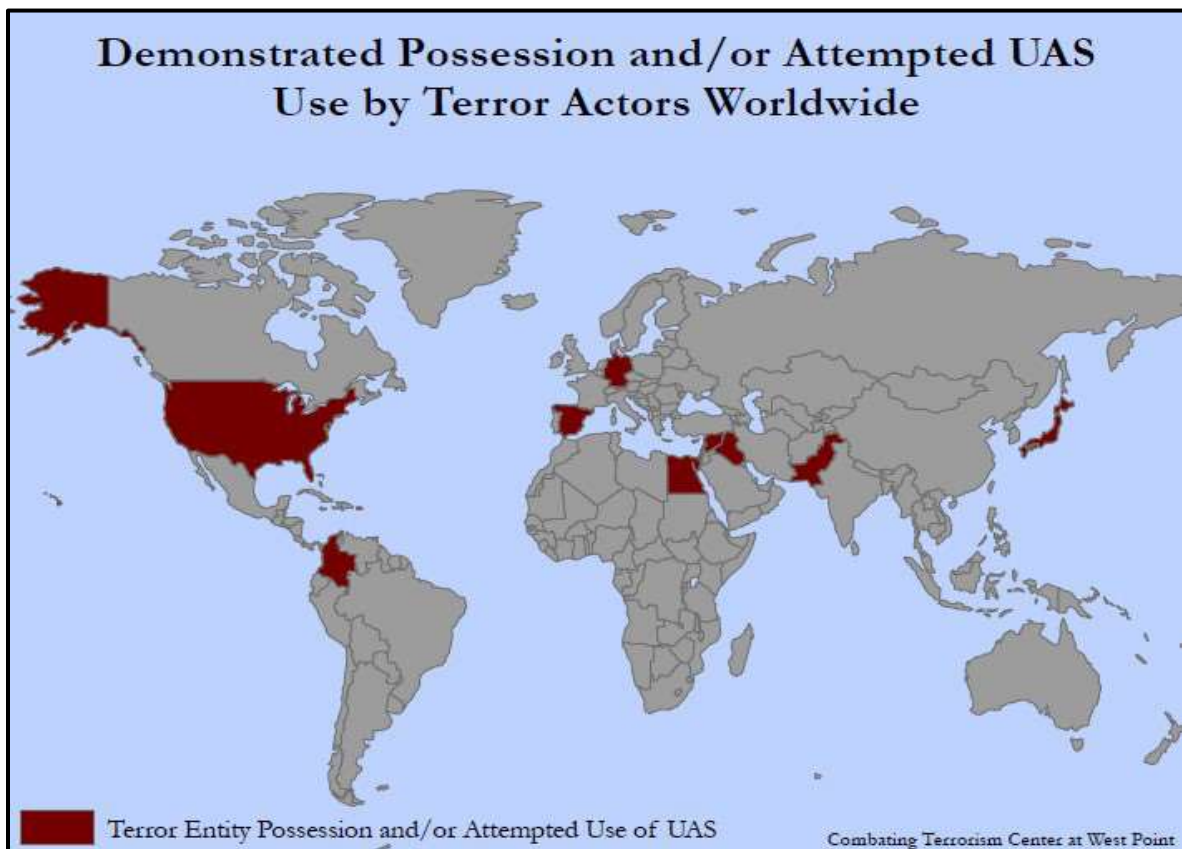 Demonstrated Possession and/or Attempted UAS
Use by Terror Actors Worldwide
Terror Entity Possession and/or Attempted Use of UAS
Combating Terrorism Center at West Point